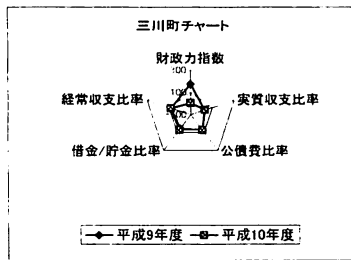 三川町チャート
財政力指数
経常収支比率
実質収支比率
借金/貯金比率
公債費比率
平成9年度
平成10年度